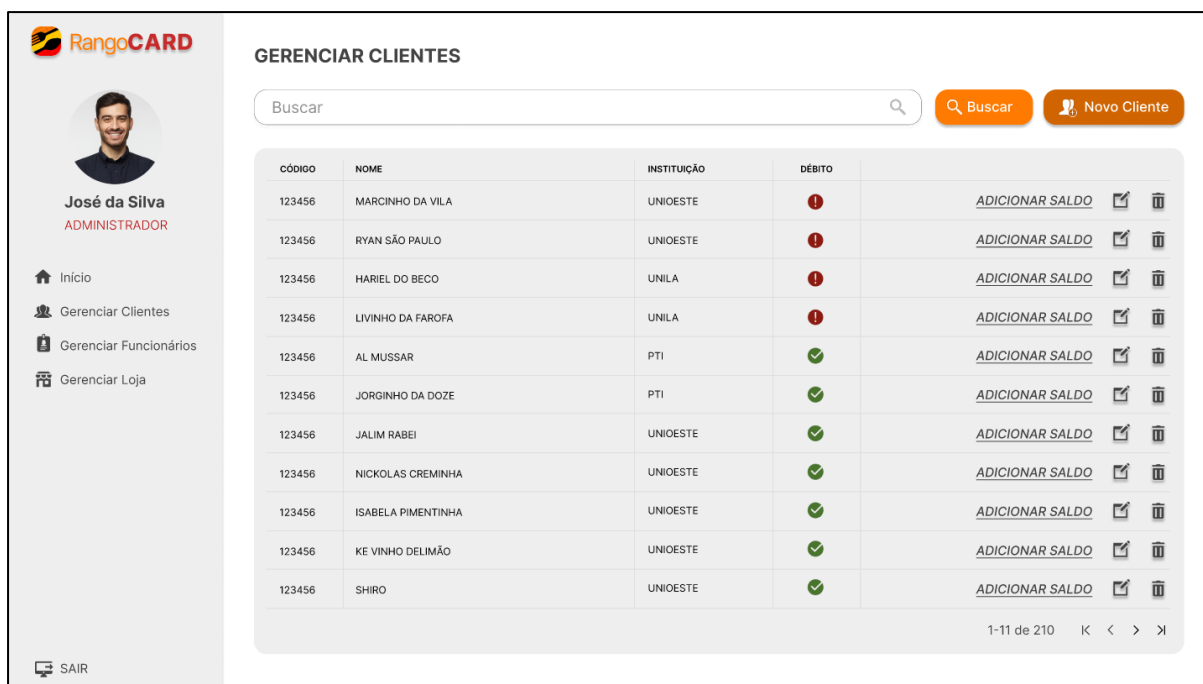 RangoCARD
José da Silva
ADMINISTRADOR
Início
Gerenciar Clientes
Gerenciar Funcionários
Gerenciar Loja
SAIR
GERENCIAR CLIENTES
Buscar
Buscar
Novo Cliente
CÓDIGO NOME INSTITUIÇÃO DÉBITO
123456 MARCINHO DA VILA UNIOESTE ADICIONAR SALDO
123456 RYAN SÃO PAULO UNIOESTE ADICIONAR SALDO
123456 HARIEL DO BECO UNILA ADICIONAR SALDO
123456 LIVINHO DA FAROFA UNILA ADICIONAR SALDO
123456 AL MUSSAR PTI ADICIONAR SALDO
123456 JORGINHO DA DOZE PTI ADICIONAR SALDO
123456 JALIM RABEI UNIOESTE ADICIONAR SALDO
123456 NICKOLAS CREMINHA UNIOESTE ADICIONAR SALDO
123456 ISABELA PIMENTINHA UNIOESTE ADICIONAR SALDO
123456 KE VINHO DELIMÃO UNIOESTE ADICIONAR SALDO
123456 SHIRO UNIOESTE ADICIONAR SALDO
1-11 de 210